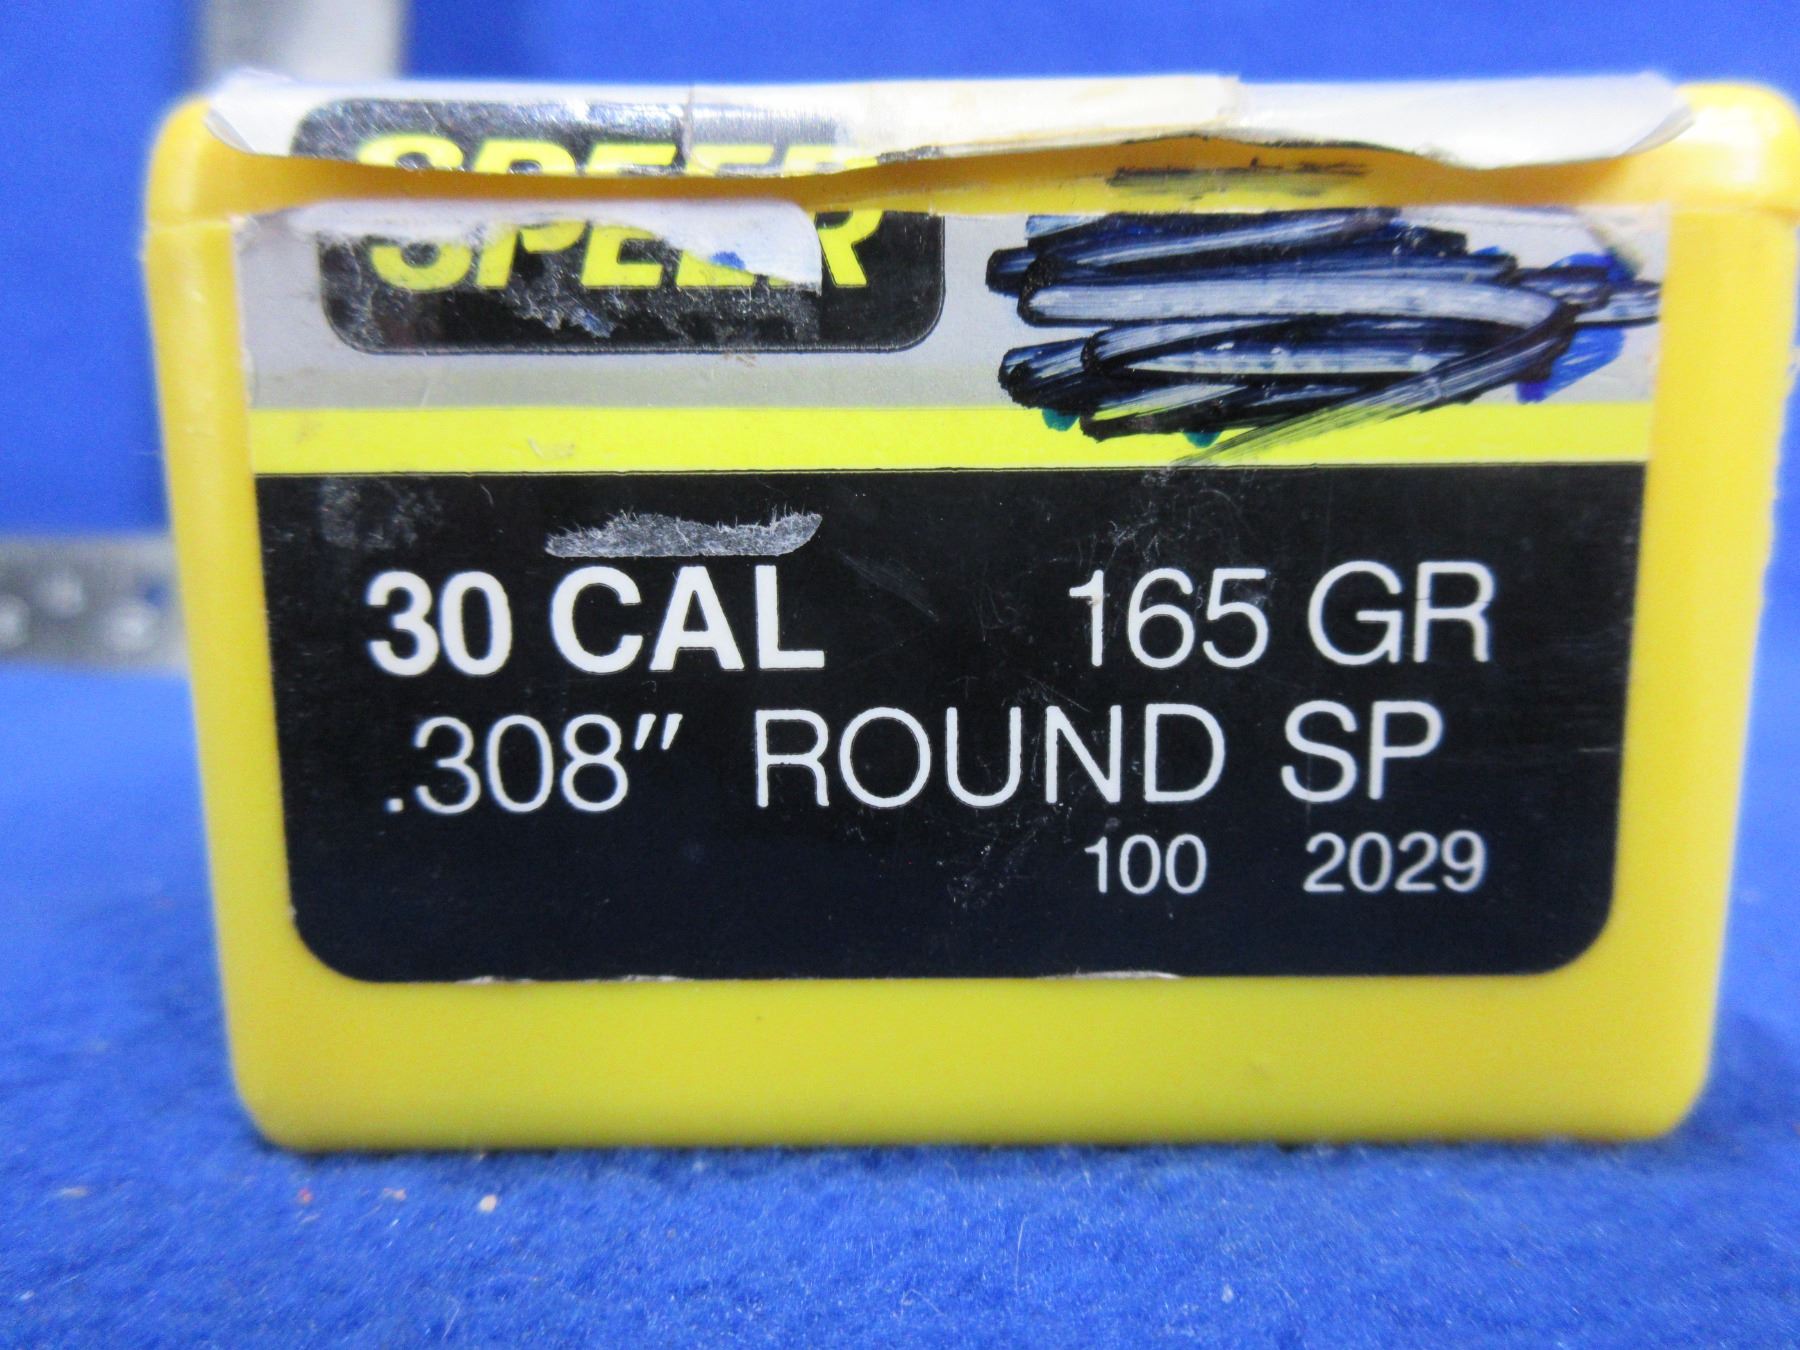 SPEER
30 CAL 165 GR
.308" ROUND SP
100 2029